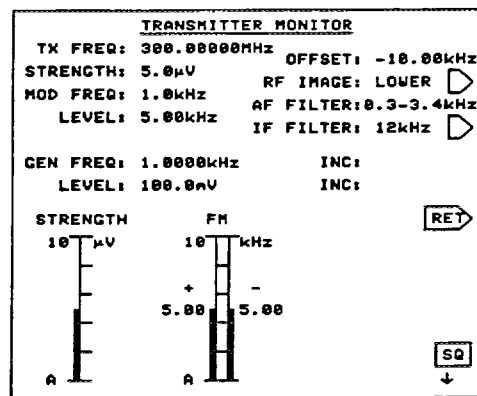 TRANSMITTER MONITOR
TX FREQ: 300.00000MHz
OFFSET: -10.00kHz
STRENGTH: 5.0μV
RF IMAGE: LOWER
MOD FREQ: 1.0kHz
AF FILTER:0.3-3.4kHz
LEVEL: 5.00kHz
IF FILTER: 12kHz
GEN FREQ: 1.0000kHz INC:
LEVEL: 100.0mV INC:
STRENGTH FM
RET
10 μV 10 kHz
+ -
5.00 5.00
SQ
A A